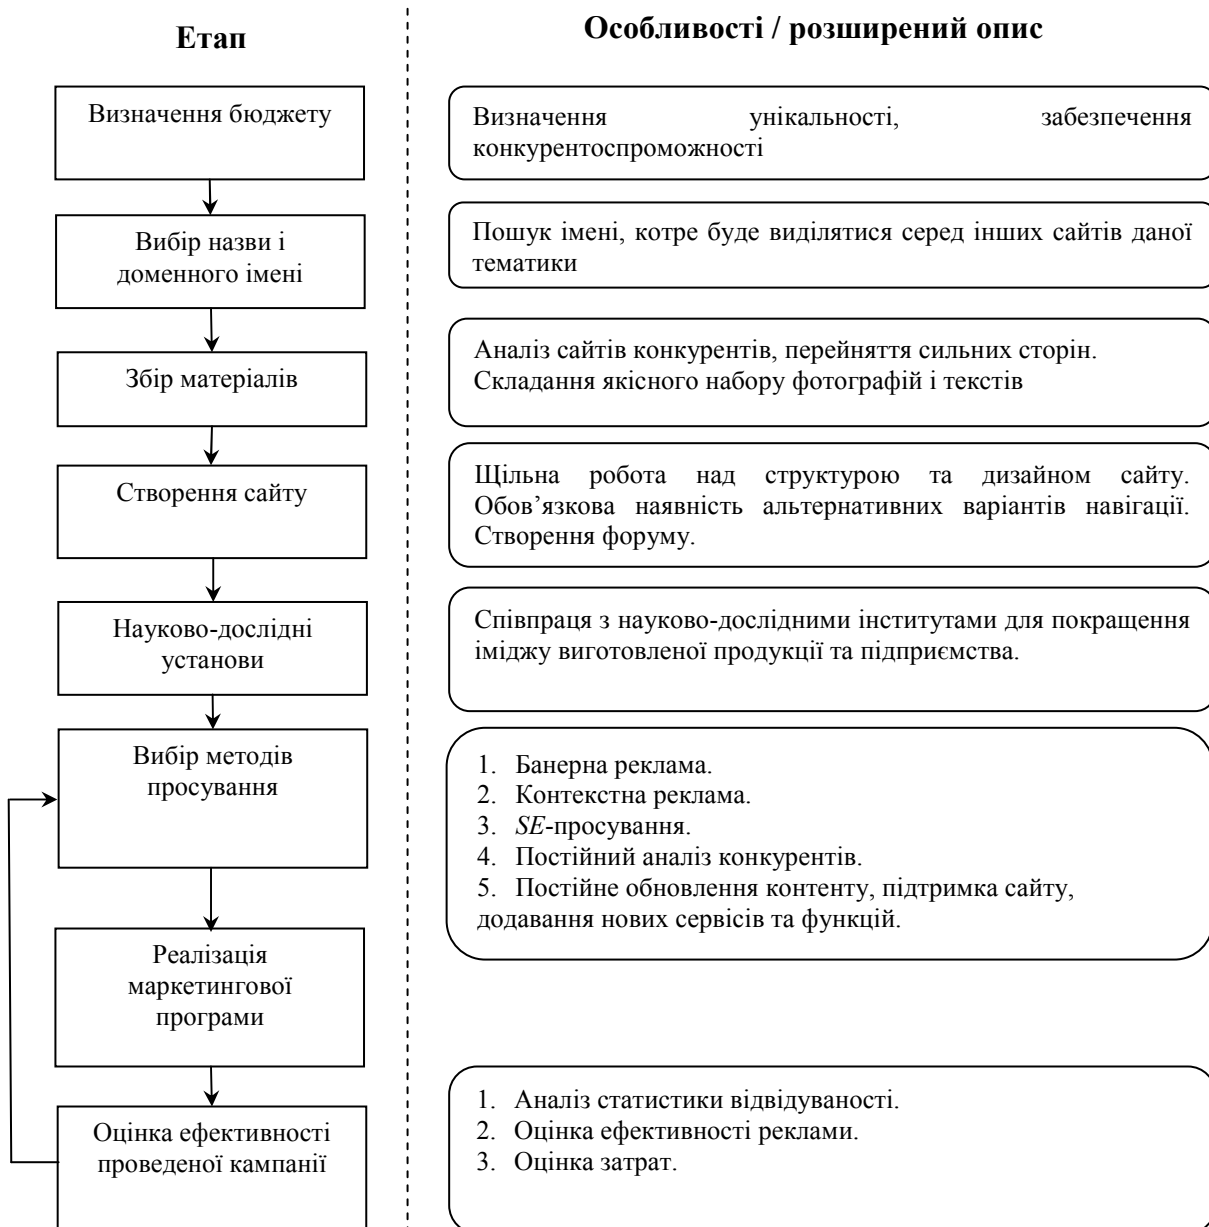 Етап
Особливості / розширений опис
Визначення бюджету
Визначення унікальності, забезпечення
конкурентоспроможності
Вибір назви і
доменного імені
Пошук імені, котре буде виділятися серед інших сайтів даної
тематики
Збір матеріалів
Аналіз сайтів конкурентів, перейняття сильних сторін.
Складання якісного набору фотографій і текстів
Створення сайту
Щільна робота над структурою та дизайном сайту.
Обов’язкова наявність альтернативних варіантів навігації.
Створення форуму.
Науково-дослідні
установи
Співпраця з науково-дослідними інститутами для покращення
іміджу виготовленої продукції та підприємства.
Вибір методів
просування
1. Банерна реклама.
2. Контекстна реклама.
3. SE-просування.
4. Постійний аналіз конкурентів.
5. Постійне обновлення контенту, підтримка сайту,
додавання нових сервісів та функцій.
Реалізація
маркетингової
програми
Оцінка ефективності
проведеної кампанії
1. Аналіз статистики відвідуваності.
2. Оцінка ефективності реклами.
3. Оцінка затрат.